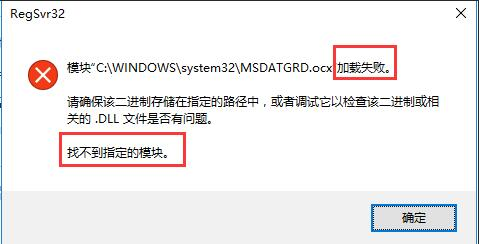 RegSvr32
模块"C:\WINDOWS\system32\MSDATGRD.ocx"加载失败。
请确保该二进制存储在指定的路径中，或者调试它以检查该二进制或相
关的 .DLL 文件是否有问题。
找不到指定的模块。
确定